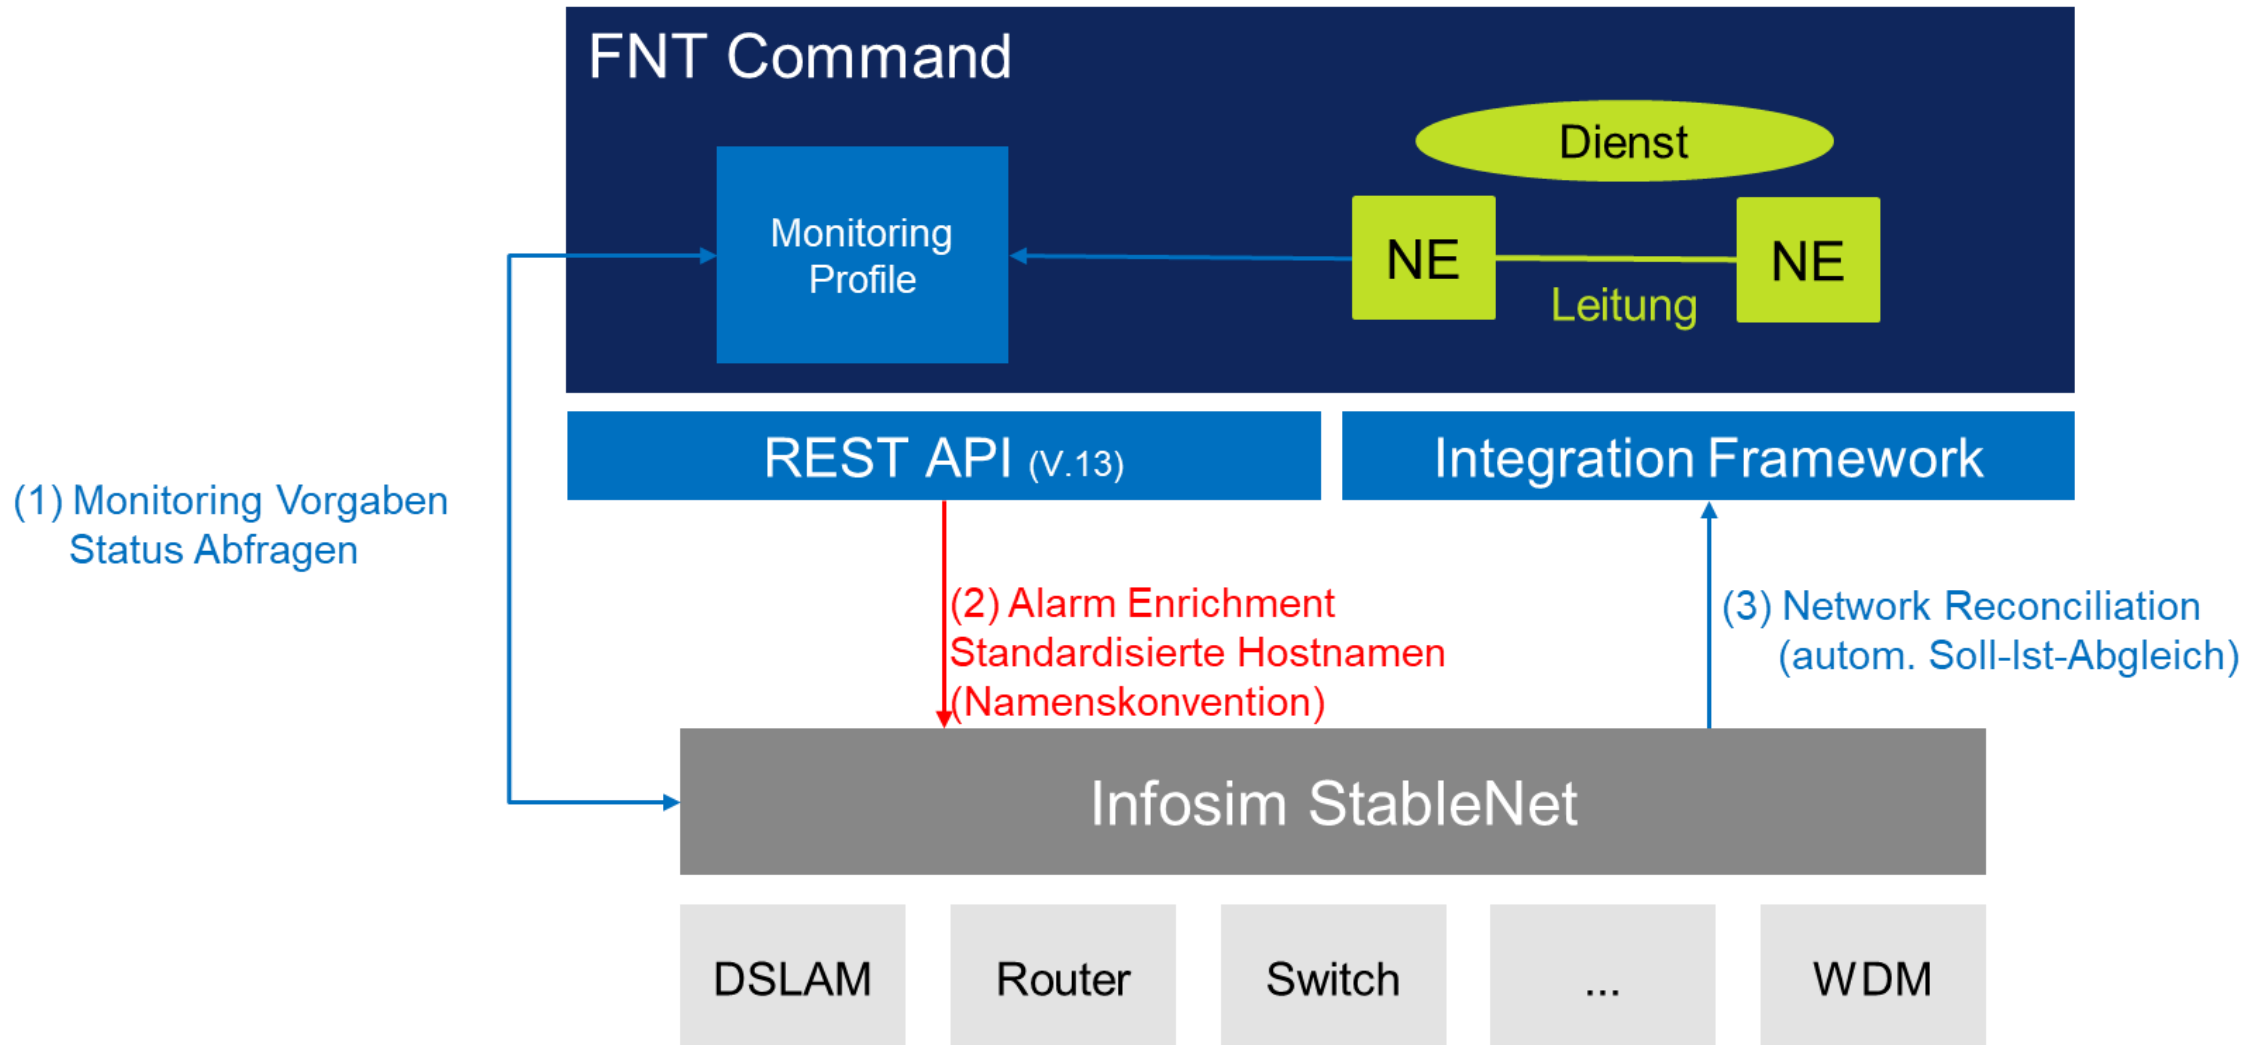 FNT Command
Dienst
Monitoring
Profile
NE
NE
Leitung
REST API (V.13)
Integration Framework
(1) Monitoring Vorgaben
Status Abfragen
(2) Alarm Enrichment
Standardisierte Hostnamen
(Namenskonvention)
(3) Network Reconciliation
(autom. Soll-Ist-Abgleich)
Infosim StableNet
DSLAM
Router
Switch
...
WDM